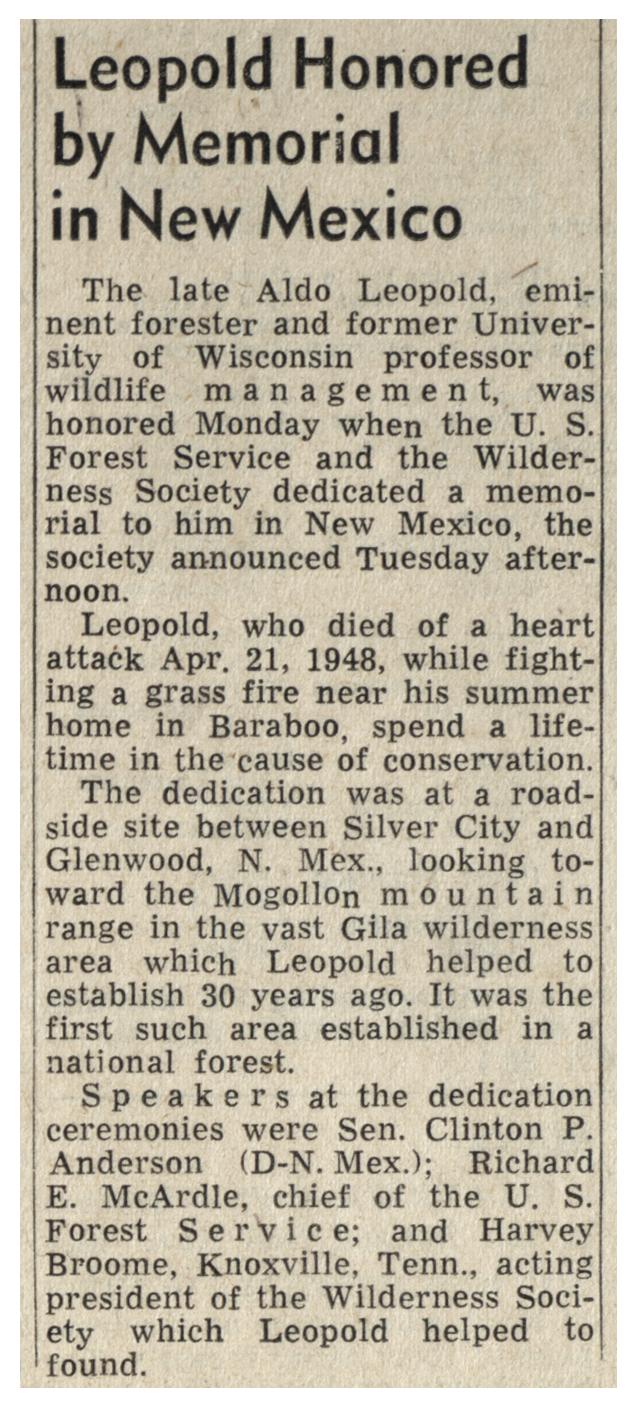 Leopold Honored
by Memorial
in New Mexico
The late Aldo Leopold, emi-
nent forester and former Univer-
sity of Wisconsin professor of
wildlife management, was
honored Monday when the U. S.
Forest Service and the Wilder-
ness Society dedicated a memo-
rial to him in New Mexico, the
society announced Tuesday after-
noon.
Leopold, who died of a heart
attack Apr. 21, 1948, while fight-
ing a grass fire near his summer
home in Baraboo, spend a life-
time in the cause of conservation.
The dedication was at a road-
side site between Silver City and
Glenwood, N. Mex., looking to-
ward the Mogollon mountain
range in the vast Gila wilderness
area which Leopold helped to
establish 30 years ago. It was the
first such area established in a
national forest.
Speakers at the dedication
ceremonies were Sen. Clinton P.
Anderson (D-N. Mex.); Richard
E. McArdle, chief of the U. S.
Forest Service; and Harvey
Broome, Knoxville, Tenn., acting
president of the Wilderness Soci-
ety which Leopold helped to
found.